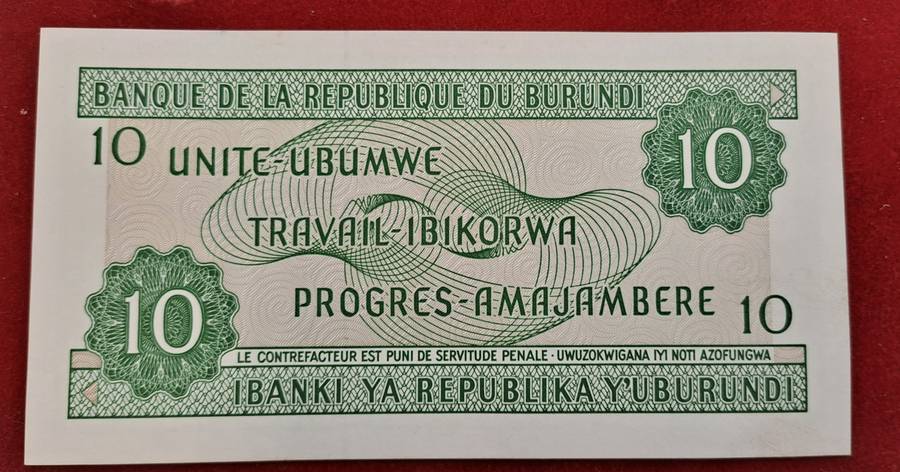 BANQUE DE LA REPUBLIQUE DU BURUNDI
10
10
UNITE-UBUMWE
TRAVAIL-IBIKORWA
PROGRES-AMAJAMBERE
10
10
LE CONTREFACTEUR EST PUNI DE SERVITUDE PENALE · UWUZOKWIGANA IYI NOTI AZOFUNGWA
IBANKI YA REPUBLIKA Y'UBURUNDI